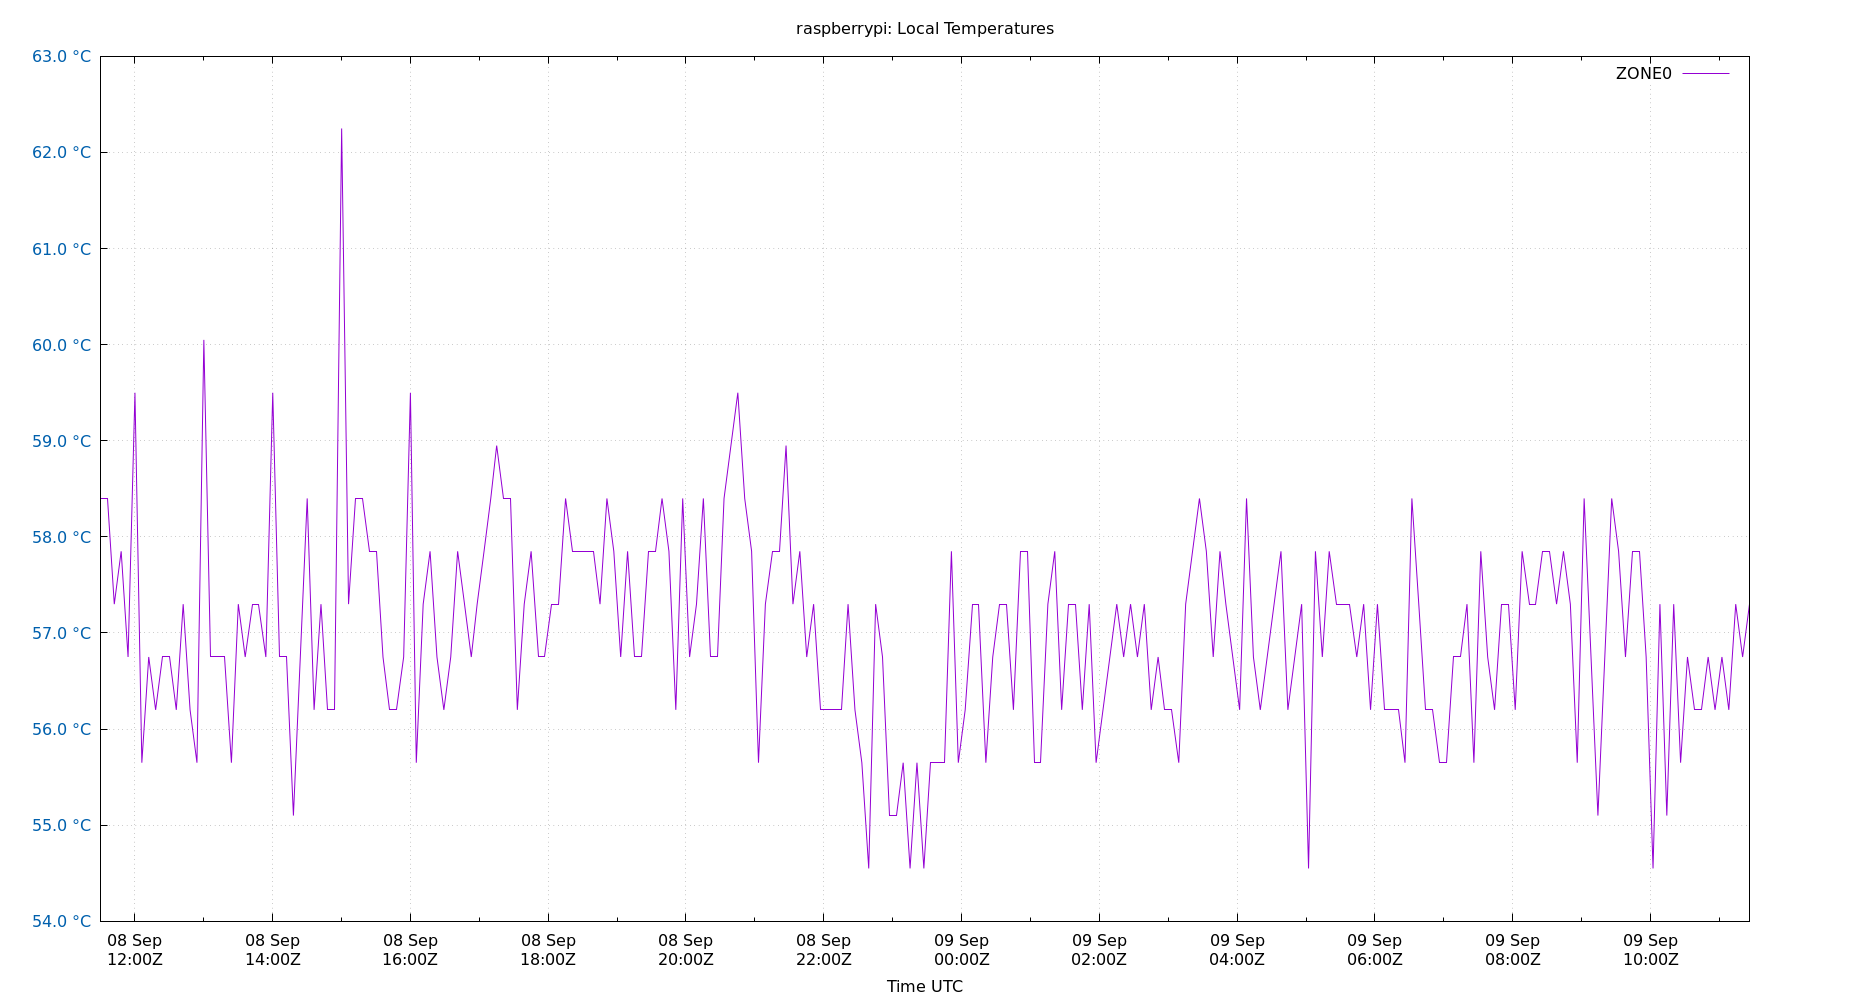 raspberrypi: Local Temperatures
63.0 °C
ZONE0
62.0 °C
61.0 °C
60.0 °C
59.0 °C
58.0 °C
57.0 °C
56.0 °C
55.0 °C
54.0 °C
08 Sep 08 Sep 08 Sep 08 Sep 08 Sep 08 Sep 09 Sep 09 Sep 09 Sep 09 Sep 09 Sep 09 Sep
12:00Z 14:00Z 16:00Z 18:00Z 20:00Z 22:00Z 00:00Z 02:00Z 04:00Z 06:00Z 08:00Z 10:00Z
Time UTC